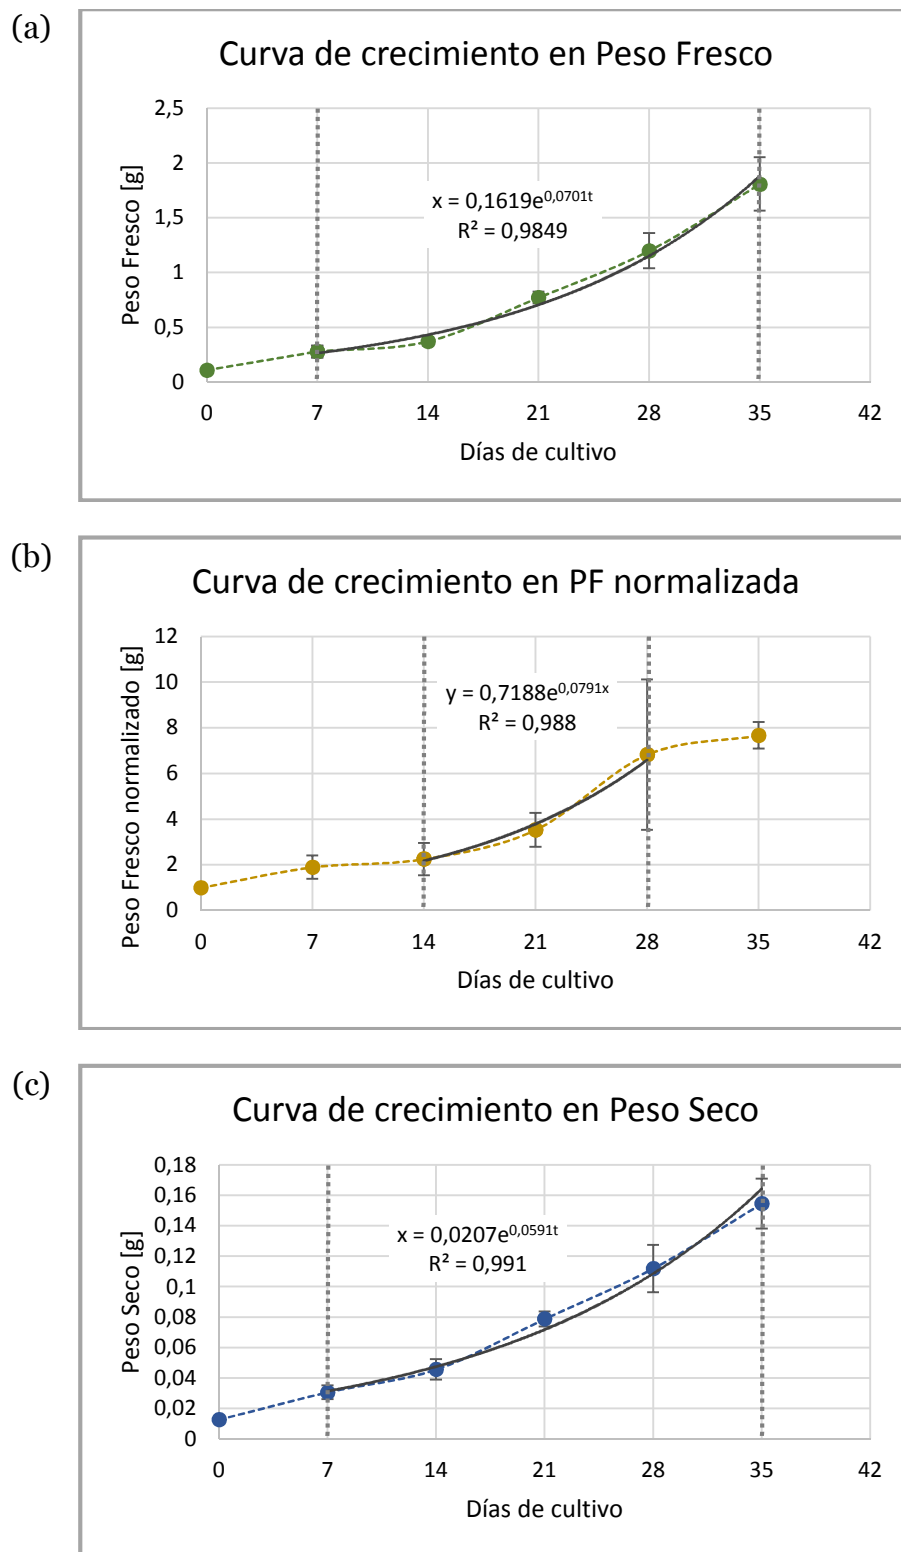 (a)
Curva de crecimiento en Peso Fresco
2,5
2
1,5
1
0,5
0
Peso Fresco [g]
x = 0,1619e^0,0701t
R² = 0,9849
0 7 14 21 28 35 42
Días de cultivo
(b)
Curva de crecimiento en PF normalizada
12
10
8
6
4
2
0
Peso Fresco normalizado [g]
y = 0,7188e^0,0791x
R² = 0,988
0 7 14 21 28 35 42
Días de cultivo
(c)
Curva de crecimiento en Peso Seco
0,18
0,16
0,14
0,12
0,1
0,08
0,06
0,04
0,02
0
Peso Seco [g]
x = 0,0207e^0,0591t
R² = 0,991
0 7 14 21 28 35 42
Días de cultivo